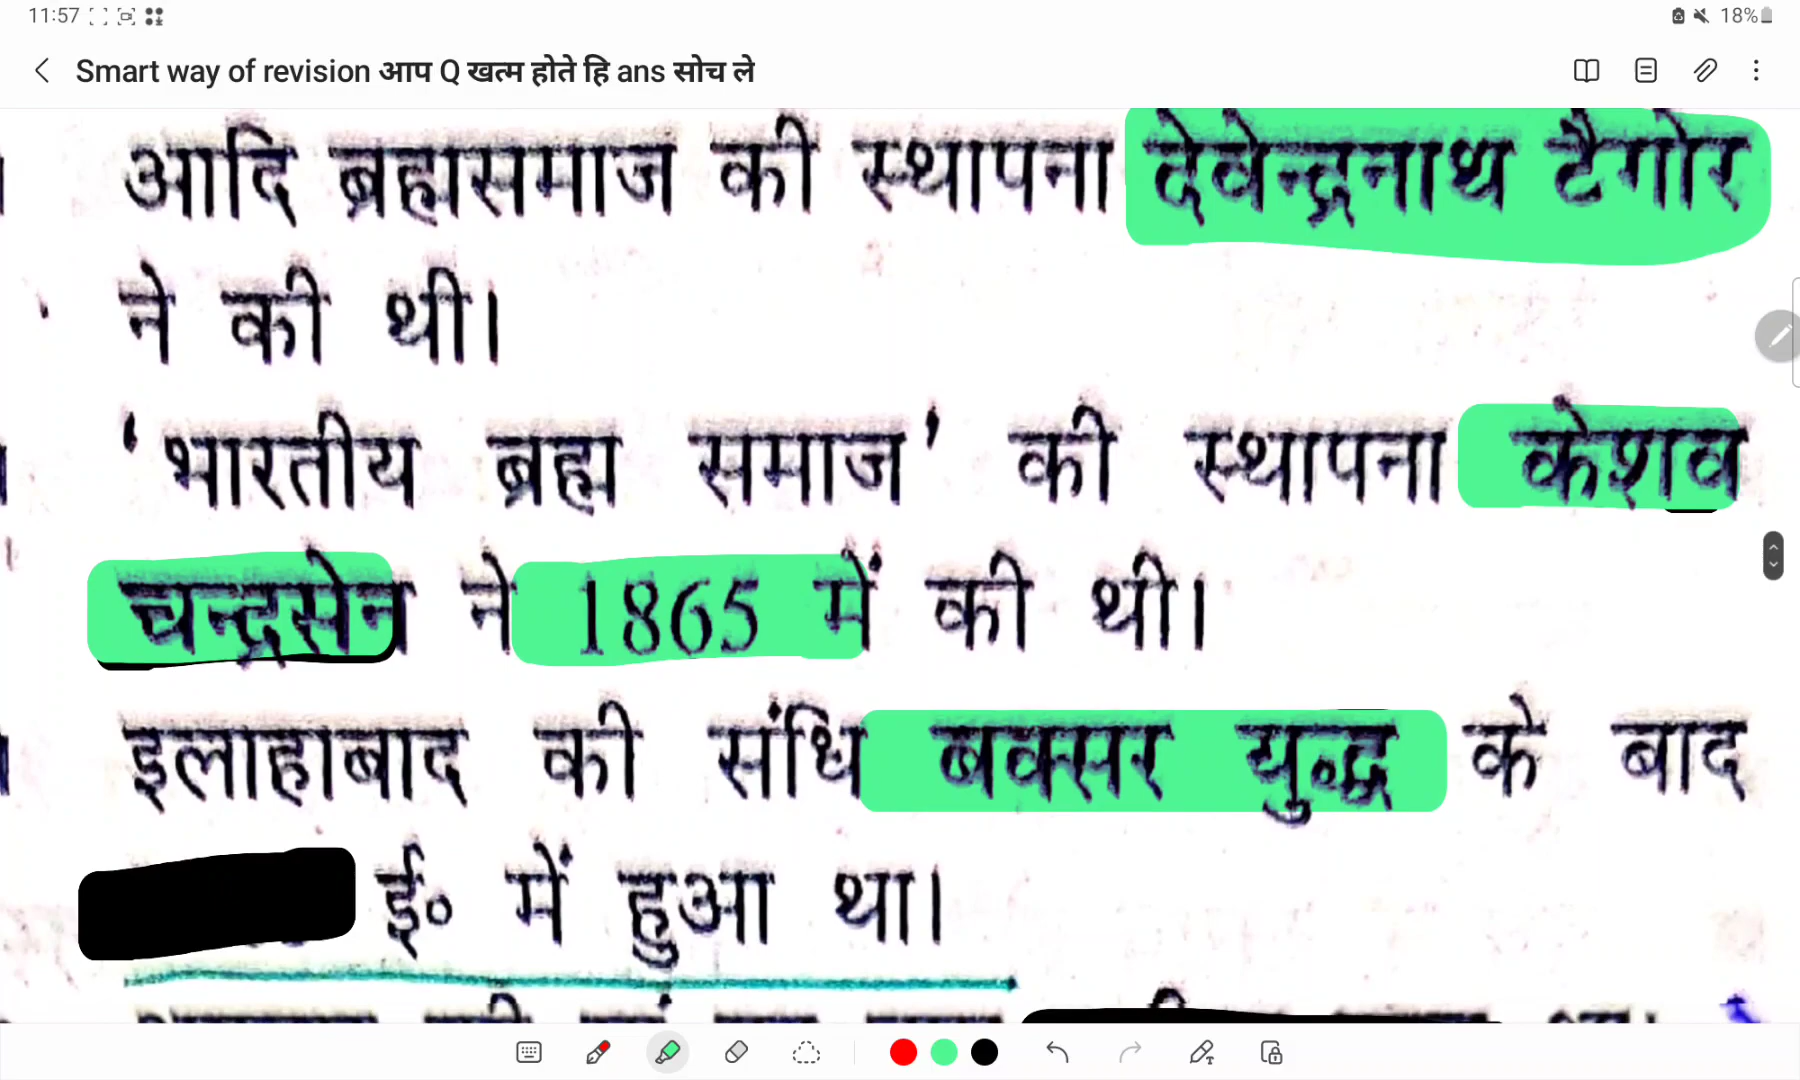 11:57 18%
Smart way of revision आप Q खत्म होते हि ans सोच ले
आदि ब्रह्मसमाज की स्थापना देवेन्द्रनाथ टैगोर
ने की थी।
'भारतीय ब्रह्म समाज' की स्थापना केशव
चन्द्रसेन ने 1865 में की थी।
इलाहाबाद की संधि बक्सर युद्ध के बाद
ई० में हुआ था।